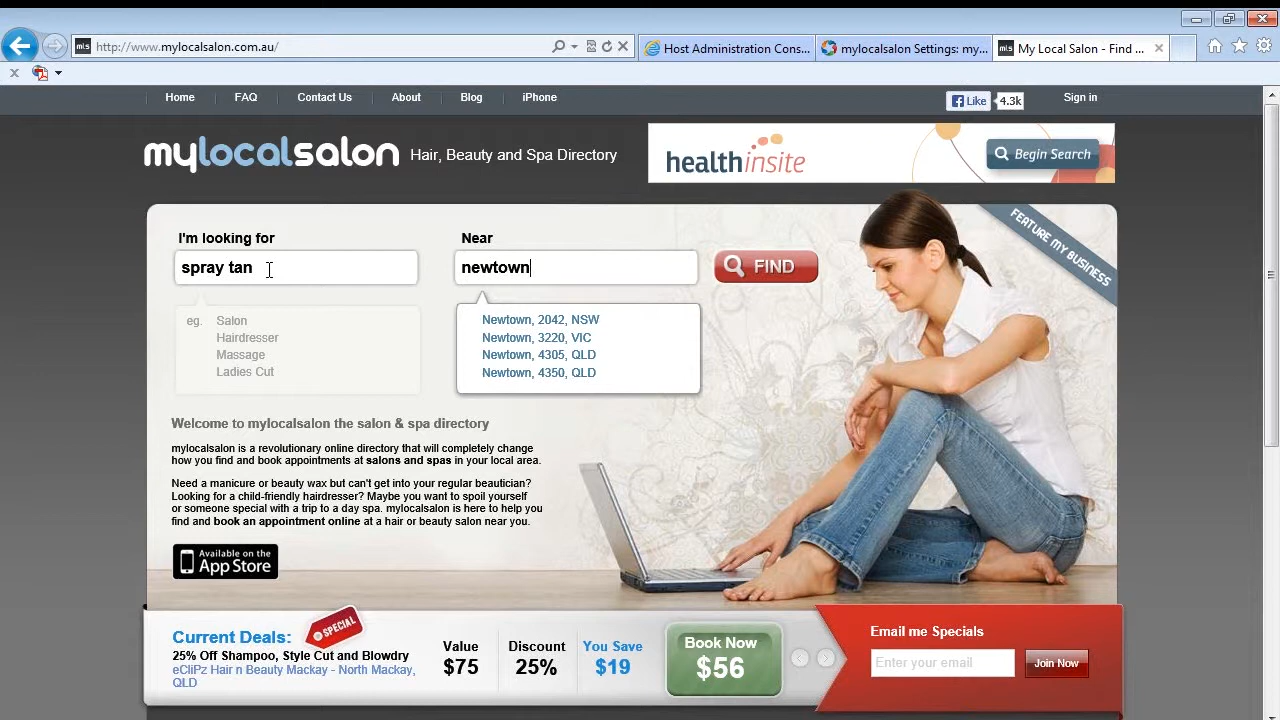 http://www.mylocalsalon.com.au/
Host Administration Cons...
mylocalsalon Settings: my...
My Local Salon - Find ...
Home
FAQ
Contact Us
About
Blog
iPhone
Like
4.3k
Sign in
mylocalsalon
Hair, Beauty and Spa Directory
healthinsite
Begin Search
FERTURE MY BUSINESS
I'm looking for
Near
spray tan
newtown
FIND
eg. Salon
Hairdresser
Massage
Ladies Cut
Newtown, 2042, NSW
Newtown, 3220, VIC
Newtown, 4305, QLD
Newtown, 4350, QLD
Welcome to mylocalsalon the salon & spa directory
mylocalsalon is a revolutionary online directory that will completely change
how you find and book appointments at salons and spas in your local area.
Need a manicure or beauty wax but can't get into your regular beautician?
Looking for a child-friendly hairdresser? Maybe you want to spoil yourself
or someone special with a trip to a day spa. mylocalsalon is here to help you
find and book an appointment online at a hair or beauty salon near you.
Available on the
App Store
Current Deals:
SPECIAL
25% Off Shampoo, Style Cut and Blowdry
eCliPz Hair n Beauty Mackay - North Mackay,
QLD
Value
$75
Discount
25%
You Save
$19
Book Now
$56
Email me Specials
Enter your email
Join Now